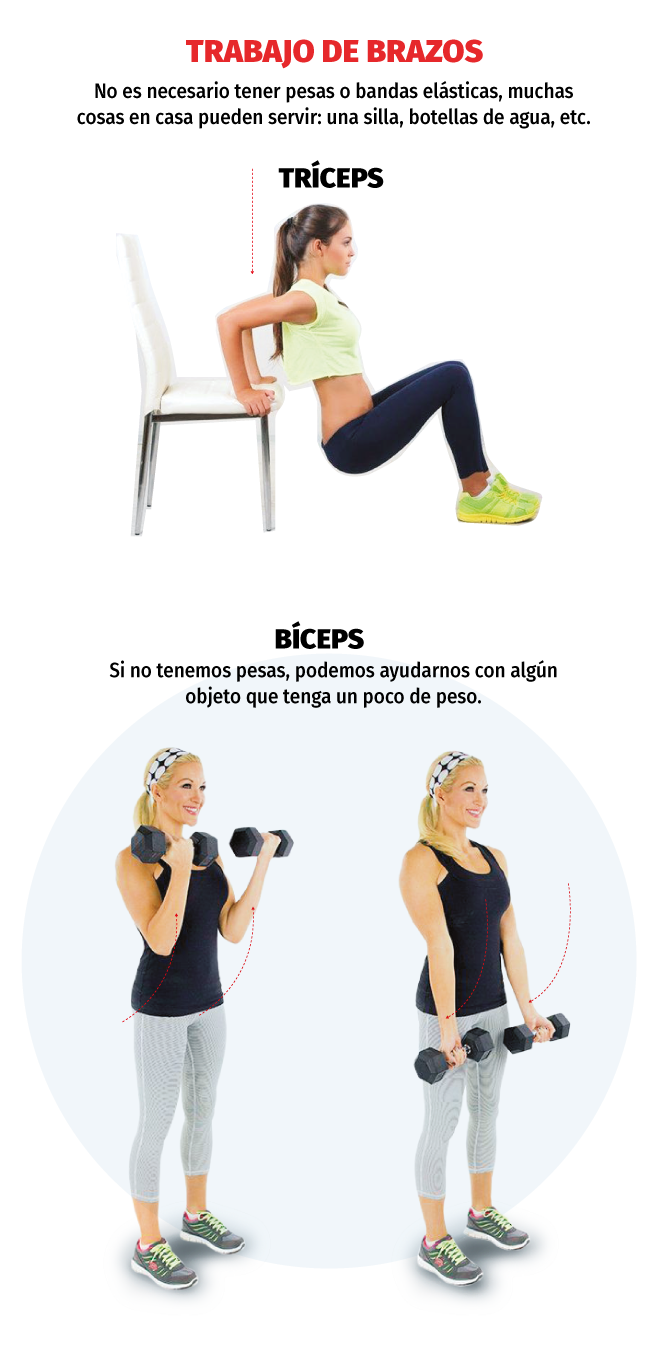 TRABAJO DE BRAZOS
No es necesario tener pesas o bandas elásticas, muchas
cosas en casa pueden servir: una silla, botellas de agua, etc.
TRÍCEPS
BÍCEPS
Si no tenemos pesas, podemos ayudarnos con algún
objeto que tenga un poco de peso.